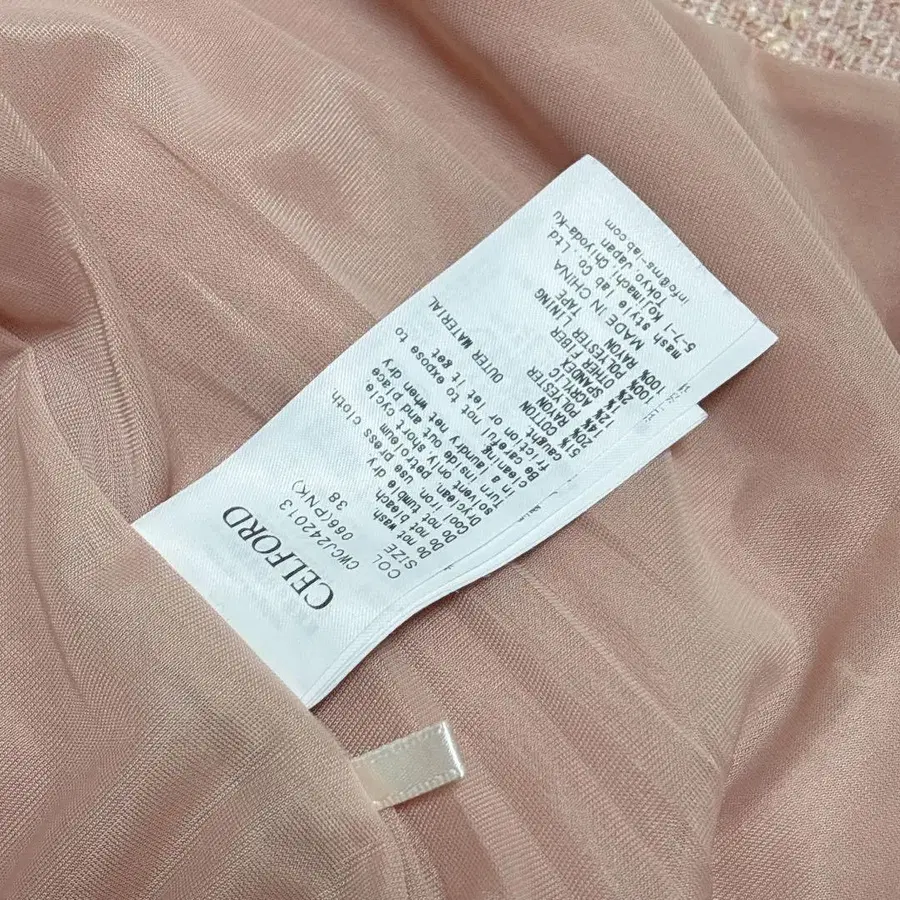 CELFORD
CWCJ242013
COL 066(PNK)
SIZE 38
Do not wash.
Do not bleach.
Do not tumble dry.
Cool iron, use press cloth.
Dryclean, petroleum
solvent only short cycle.
Turn inside out and place
in a laundry net when dry
cleaning.
Be careful not to expose to
friction or let it get
caught on
OUTER MATERIAL
51% COTTON
20% RAYON
14% POLYESTER
12% ACRYLIC
2% SPANDEX
1% OTHER FIBER
LINING
100% POLYESTER
TAPE
100% RAYON
MADE IN CHINA
mash style lab Co., Ltd
5-7-1 Kojimachi, Chiyoda-Ku
Tokyo, Japan
info@ms-lab.com